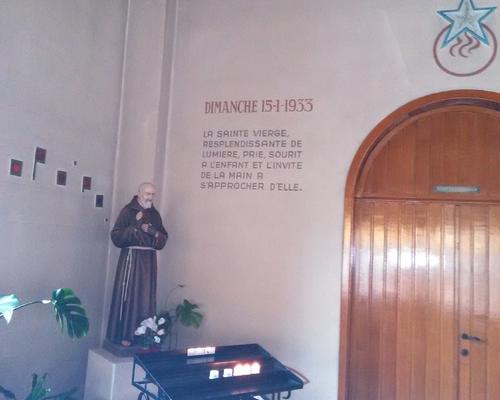 DIMANCHE 15-1-1933
LA SAINTE VIERGE,
RESPLENDISSANTE DE
LUMIERE, PRIE, SOURIT
A L'ENFANT ET L'INVITE
DE LA MAIN A
S'APPROCHER D'ELLE.